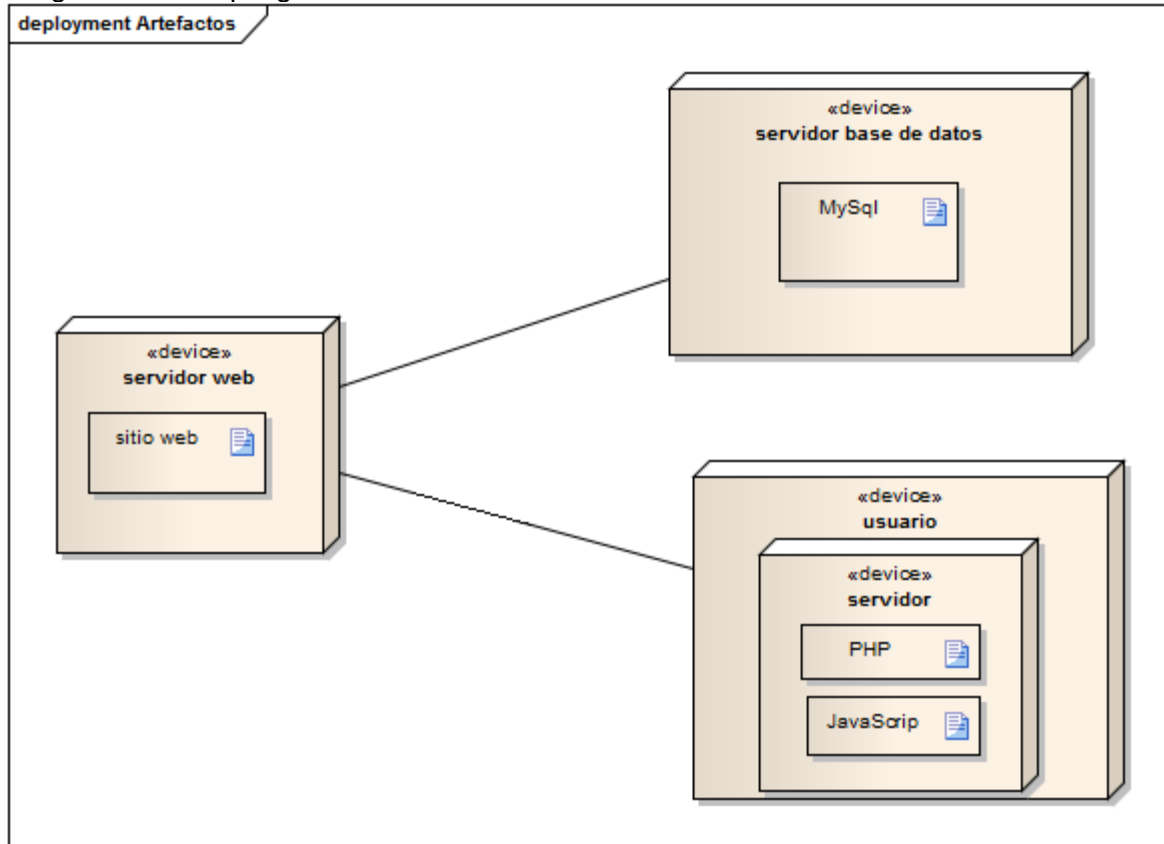 deployment Artefactos
«device»
servidor base de datos
MySql
«device»
servidor web
sitio web
«device»
usuario
«device»
servidor
PHP
JavaScrip